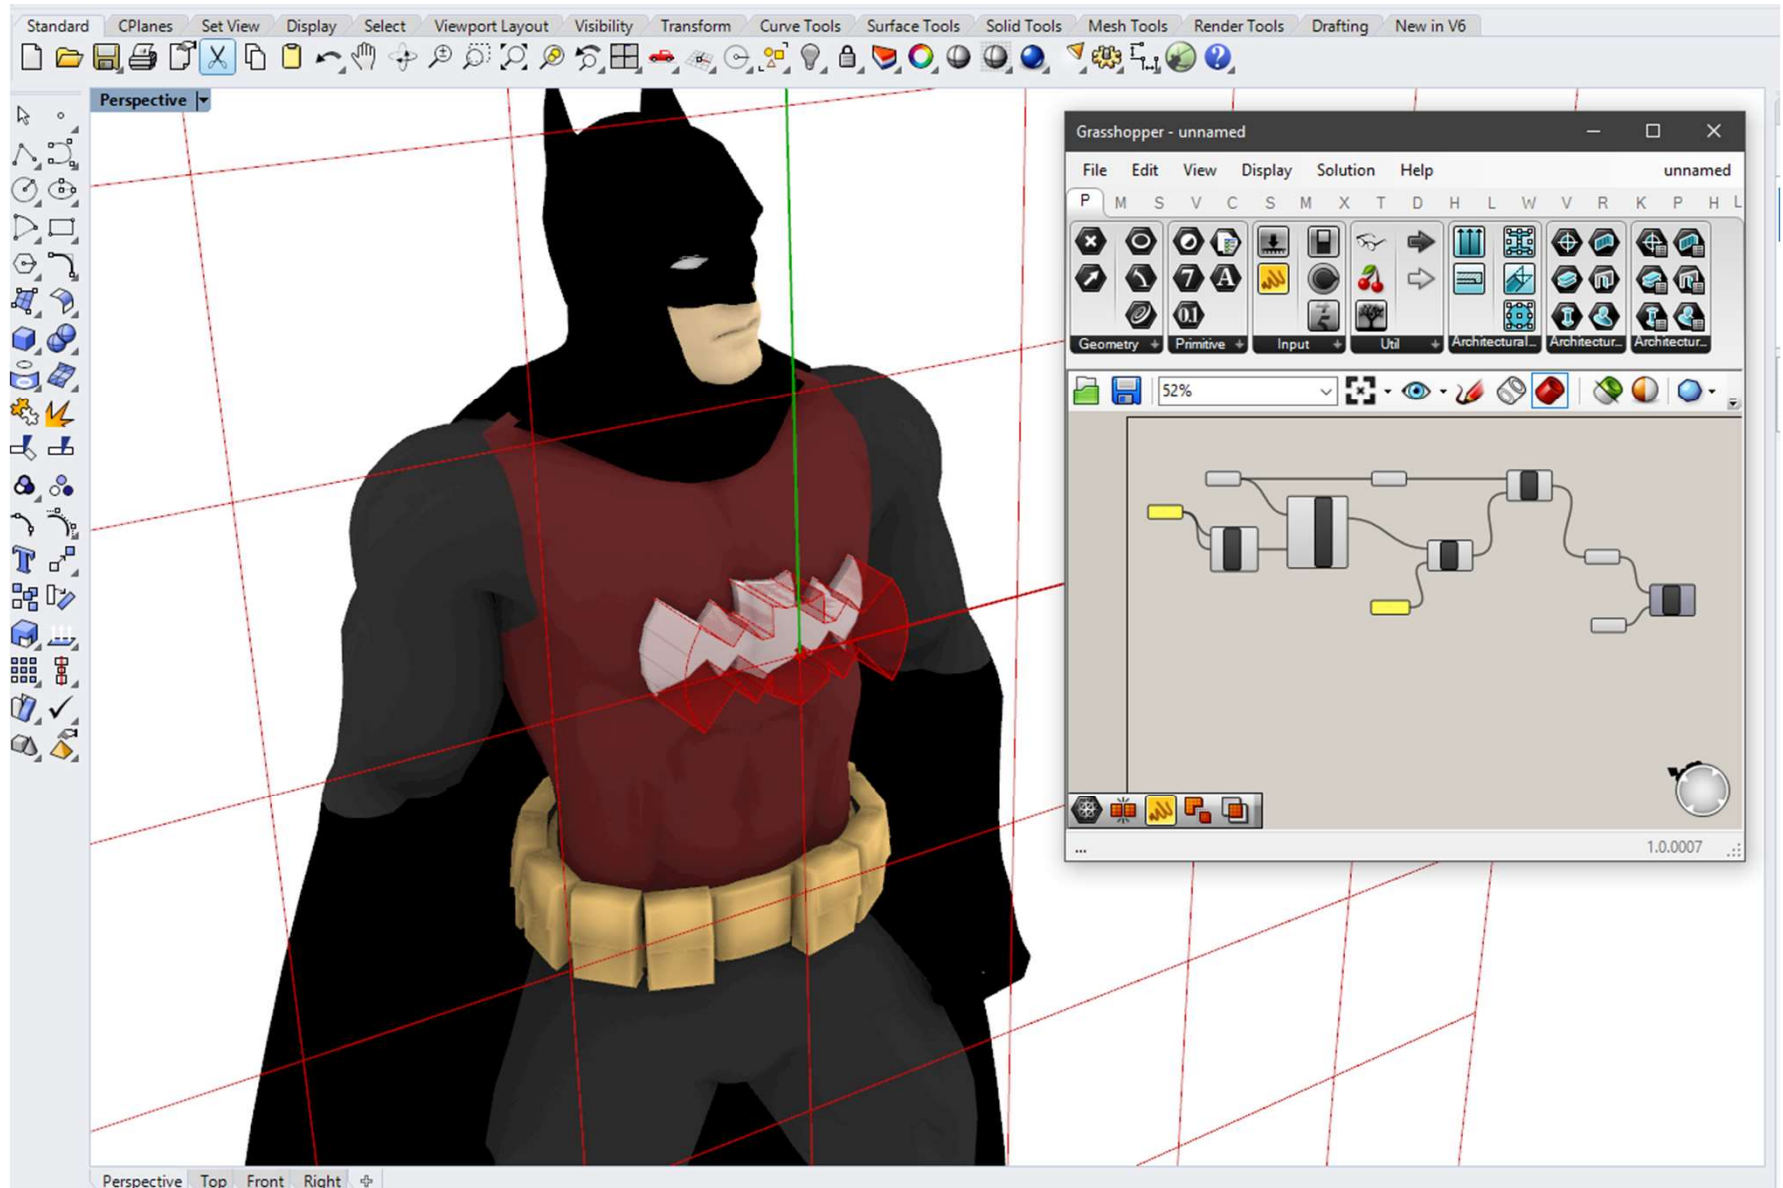 Standard CPlanes Set View Display Select Viewport Layout Visibility Transform Curve Tools Surface Tools Solid Tools Mesh Tools Render Tools Drafting New in V6
Perspective
Grasshopper - unnamed
File Edit View Display Solution Help unnamed
P M S V C S M X T D H L W V R K P H L
Geometry Primitive Input Util Architectural... Architectur... Architectur...
52%
... 1.0.0007
Perspective Top Front Right